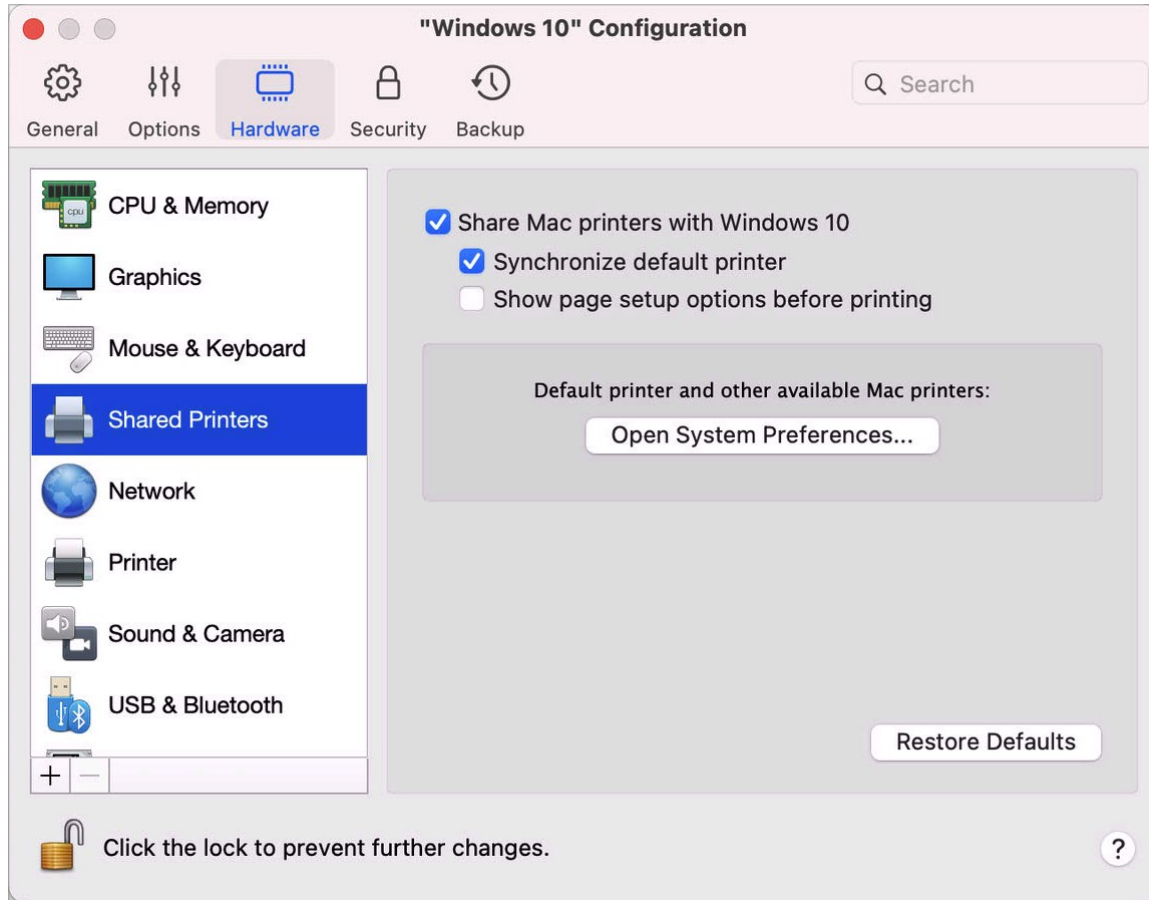 "Windows 10" Configuration
General Options Hardware Security Backup
Search
CPU & Memory
Graphics
Mouse & Keyboard
Shared Printers
Network
Printer
Sound & Camera
USB & Bluetooth
Share Mac printers with Windows 10
Synchronize default printer
Show page setup options before printing
Default printer and other available Mac printers:
Open System Preferences...
Restore Defaults
Click the lock to prevent further changes.
?